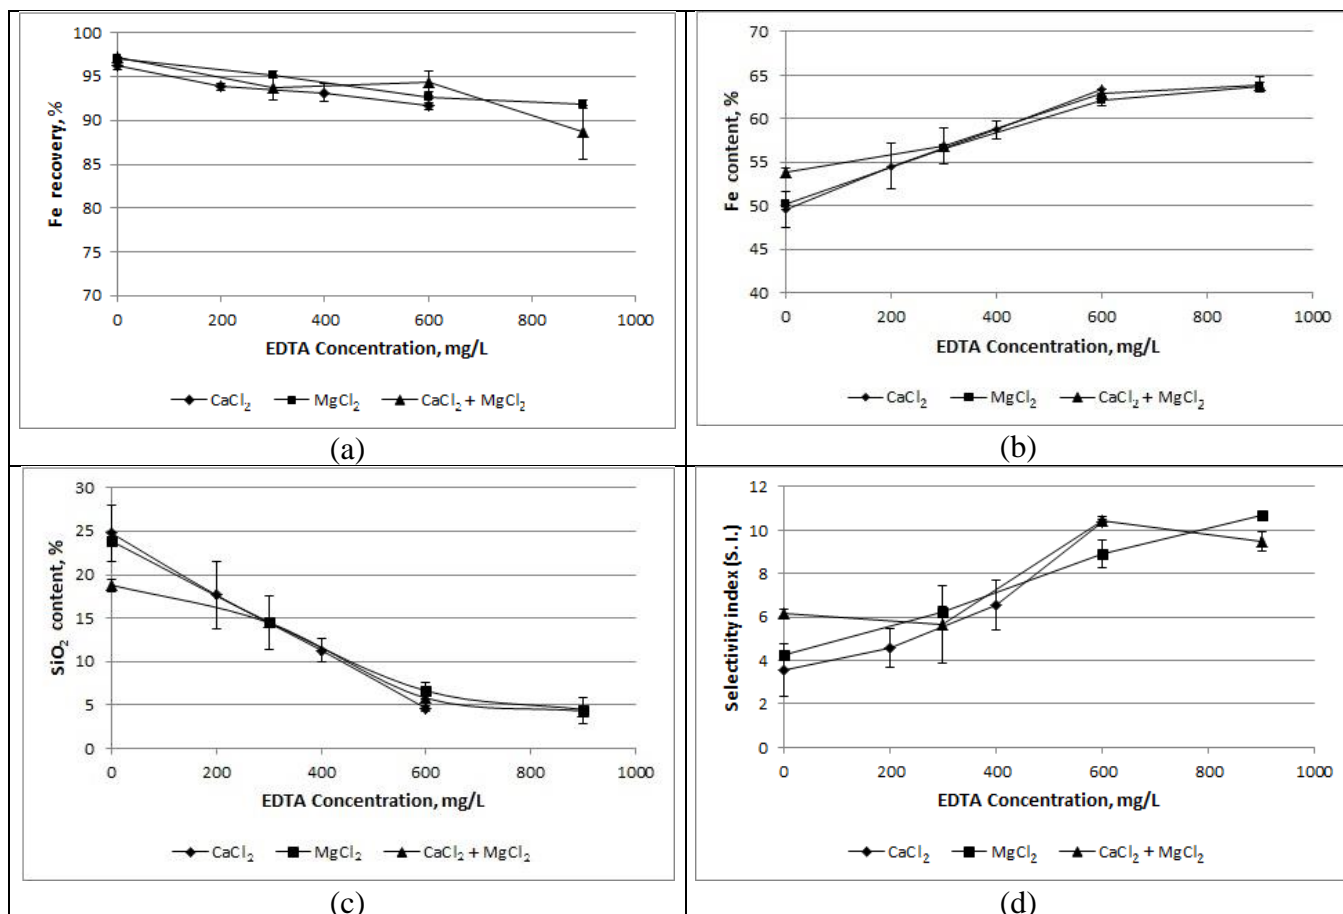 100
95
90
85
80
75
70
Fe recovery, %
0 200 400 600 800 1000
EDTA Concentration, mg/L
CaCl₂ MgCl₂ CaCl₂ + MgCl₂
(a)
70
65
60
55
50
45
40
Fe content, %
0 200 400 600 800 1000
EDTA Concentration, mg/L
CaCl₂ MgCl₂ CaCl₂ + MgCl₂
(b)
30
25
20
15
10
5
0
SiO₂ content, %
0 200 400 600 800 1000
EDTA Concentration, mg/L
CaCl₂ MgCl₂ CaCl₂ + MgCl₂
(c)
12
10
8
6
4
2
0
Selectivity index (S. I.)
0 200 400 600 800 1000
EDTA Concentration, mg/L
CaCl₂ MgCl₂ CaCl₂ + MgCl₂
(d)